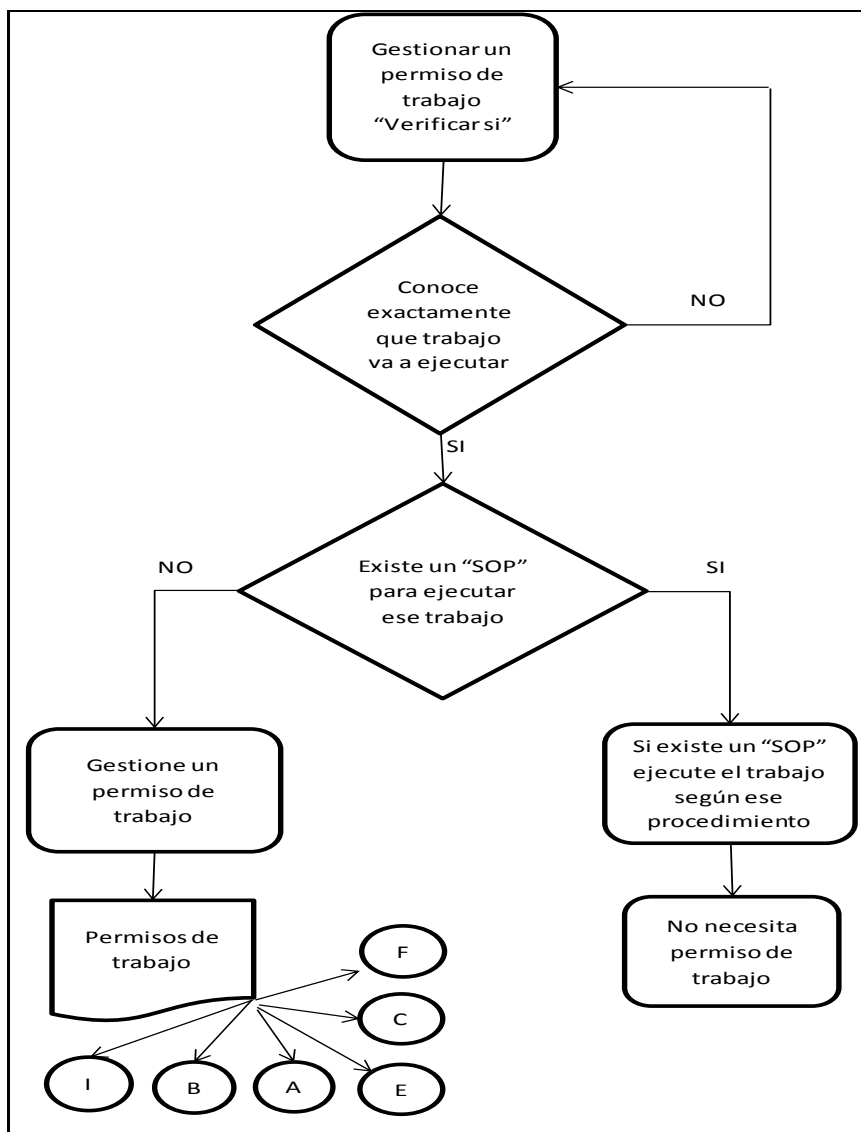 Gestionar un
permiso de
trabajo
“Verificar si”
Conoce
exactamente
que trabajo
va a ejecutar
NO
SI
Existe un “SOP”
para ejecutar
ese trabajo
NO
SI
Gestione un
permiso de
trabajo
Si existe un “SOP”
ejecute el trabajo
según ese
procedimiento
Permisos de
trabajo
No necesita
permiso de
trabajo
F
C
I
B
A
E